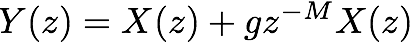 Y(z) = X(z) + gz^{-M}X(z)